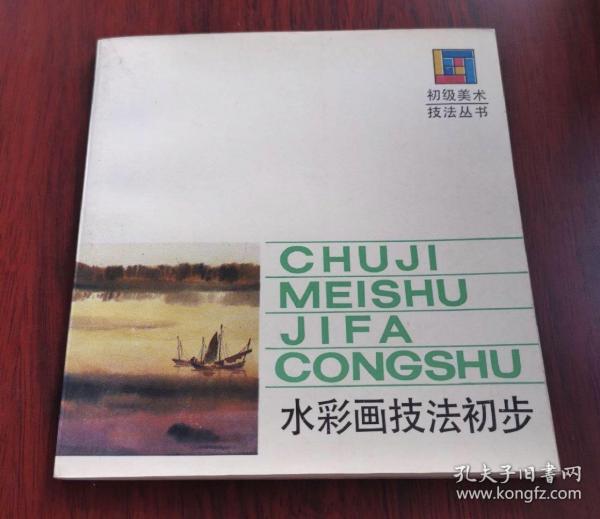 初级美术
技法丛书
CHUJI
MEISHU
JIFA
CONGSHU
水彩画技法初步
孔夫子旧书网
www.kongfz.com